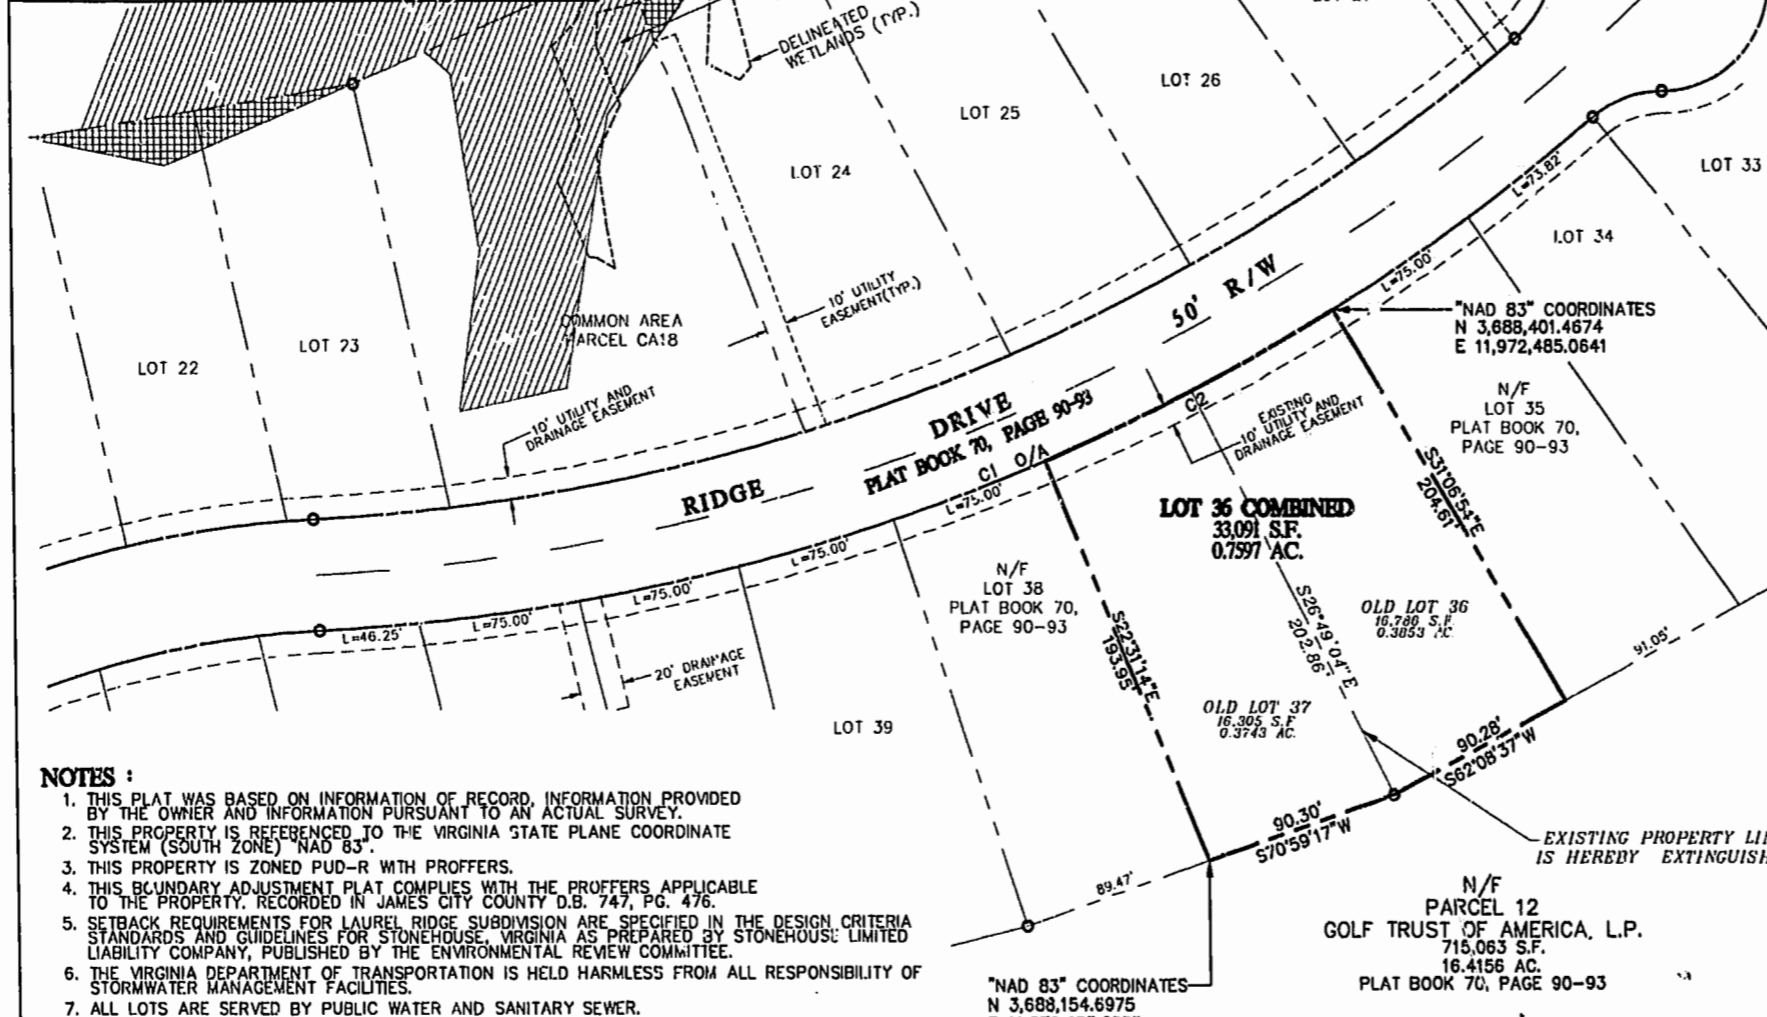 DELINEATED
WETLANDS (TYP.)
LOT 26
LOT 25
LOT 24
LOT 33
L=73.82'
LOT 34
L=75.00'
10' UTILITY
EASEMENT(TYP.)
50' R/W
COMMON AREA
PARCEL CA18
LOT 23
LOT 22
"NAD 83" COORDINATES
N 3,688,401.4674
E 11,972,485.0641
N/F
LOT 35
PLAT BOOK 70,
PAGE 90-93
10' UTILITY AND
DRAINAGE EASEMENT
DRIVE
PLAT BOOK 70, PAGE 90-93
C2
EXISTING
10' UTILITY AND
DRAINAGE EASEMENT
C1 O/A
L=75.00'
RIDGE
S31°06'54"E
204.61'
LOT 36 COMBINED
33,091 S.F.
0.7597 AC.
L=75.00'
L=75.00'
L=75.00'
L=46.25'
N/F
LOT 38
PLAT BOOK 70,
PAGE 90-93
S22°31'14"E
193.95'
S26°49'04"E
202.86'
OLD LOT 36
16,786 S.F.
0.3853 AC.
91.05'
20' DRAINAGE
EASEMENT
LOT 39
OLD LOT 37
16,305 S.F.
0.3743 AC.
90.28'
S62°08'37"W
90.30'
S70°59'17"W
EXISTING PROPERTY
IS HEREBY
89.47'
N/F
PARCEL 12
GOLF TRUST OF AMERICA, L.P.
715,063 S.F.
16.4156 AC.
PLAT BOOK 70, PAGE 90-93
"NAD 83" COORDINATES
N 3,688,154.6975
NOTES :
1. THIS PLAT WAS BASED ON INFORMATION OF RECORD, INFORMATION PROVIDED
BY THE OWNER AND INFORMATION PURSUANT TO AN ACTUAL SURVEY.
2. THIS PROPERTY IS REFERENCED TO THE VIRGINIA STATE PLANE COORDINATE
SYSTEM (SOUTH ZONE) "NAD 83".
3. THIS PROPERTY IS ZONED PUD-R WITH PROFFERS.
4. THIS BOUNDARY ADJUSTMENT PLAT COMPLIES WITH THE PROFFERS APPLICABLE
TO THE PROPERTY. RECORDED IN JAMES CITY COUNTY D.B. 747, PG. 476.
5. SETBACK REQUIREMENTS FOR LAUREL RIDGE SUBDIVISION ARE SPECIFIED IN THE DESIGN CRITERIA
STANDARDS AND GUIDELINES FOR STONEHOUSE, VIRGINIA AS PREPARED BY STONEHOUSE LIMITED
LIABILITY COMPANY, PUBLISHED BY THE ENVIRONMENTAL REVIEW COMMITTEE.
6. THE VIRGINIA DEPARTMENT OF TRANSPORTATION IS HELD HARMLESS FROM ALL RESPONSIBILITY OF
STORMWATER MANAGEMENT FACILITIES.
7. ALL LOTS ARE SERVED BY PUBLIC WATER AND SANITARY SEWER.